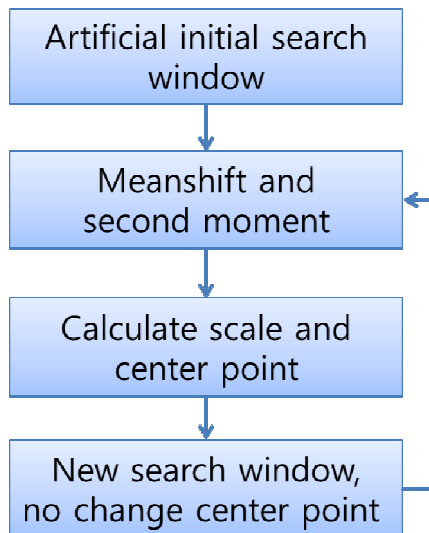 Artificial initial search
window
Meanshift and
second moment
Calculate scale and
center point
New search window,
no change center point